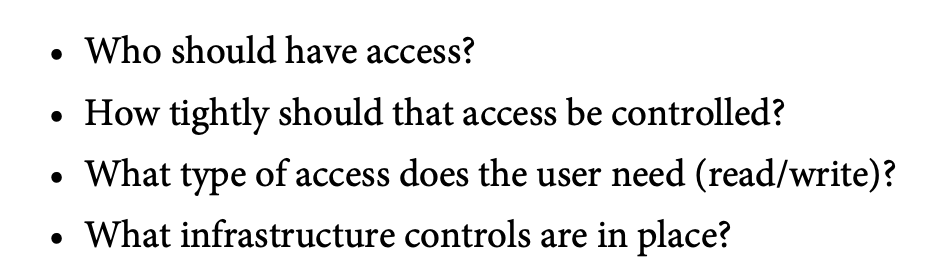 • Who should have access?
• How tightly should that access be controlled?
• What type of access does the user need (read/write)?
• What infrastructure controls are in place?